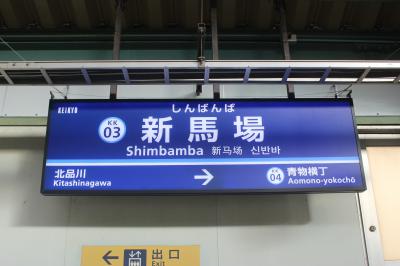 KEIKYO
しんばんば
KK
03
新馬場
Shimbamba 新马场 신반바
北品川
Kitashinagawa
→
KK
04
青物横丁
Aomono-yokochō
← 出口
Exit